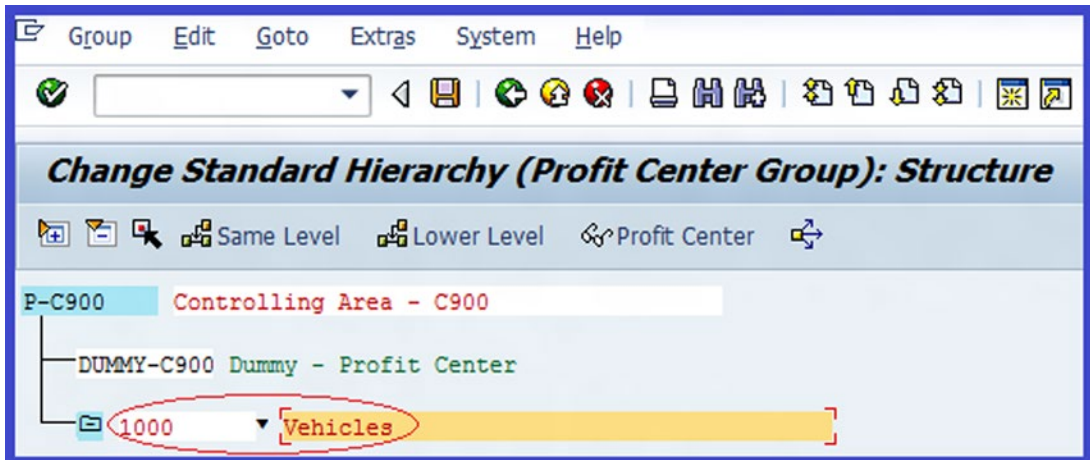 Group Edit Goto Extras System Help
Change Standard Hierarchy (Profit Center Group): Structure
Same Level Lower Level Profit Center
P-C900 Controlling Area - C900
DUMMY-C900 Dummy - Profit Center
1000 Vehicles